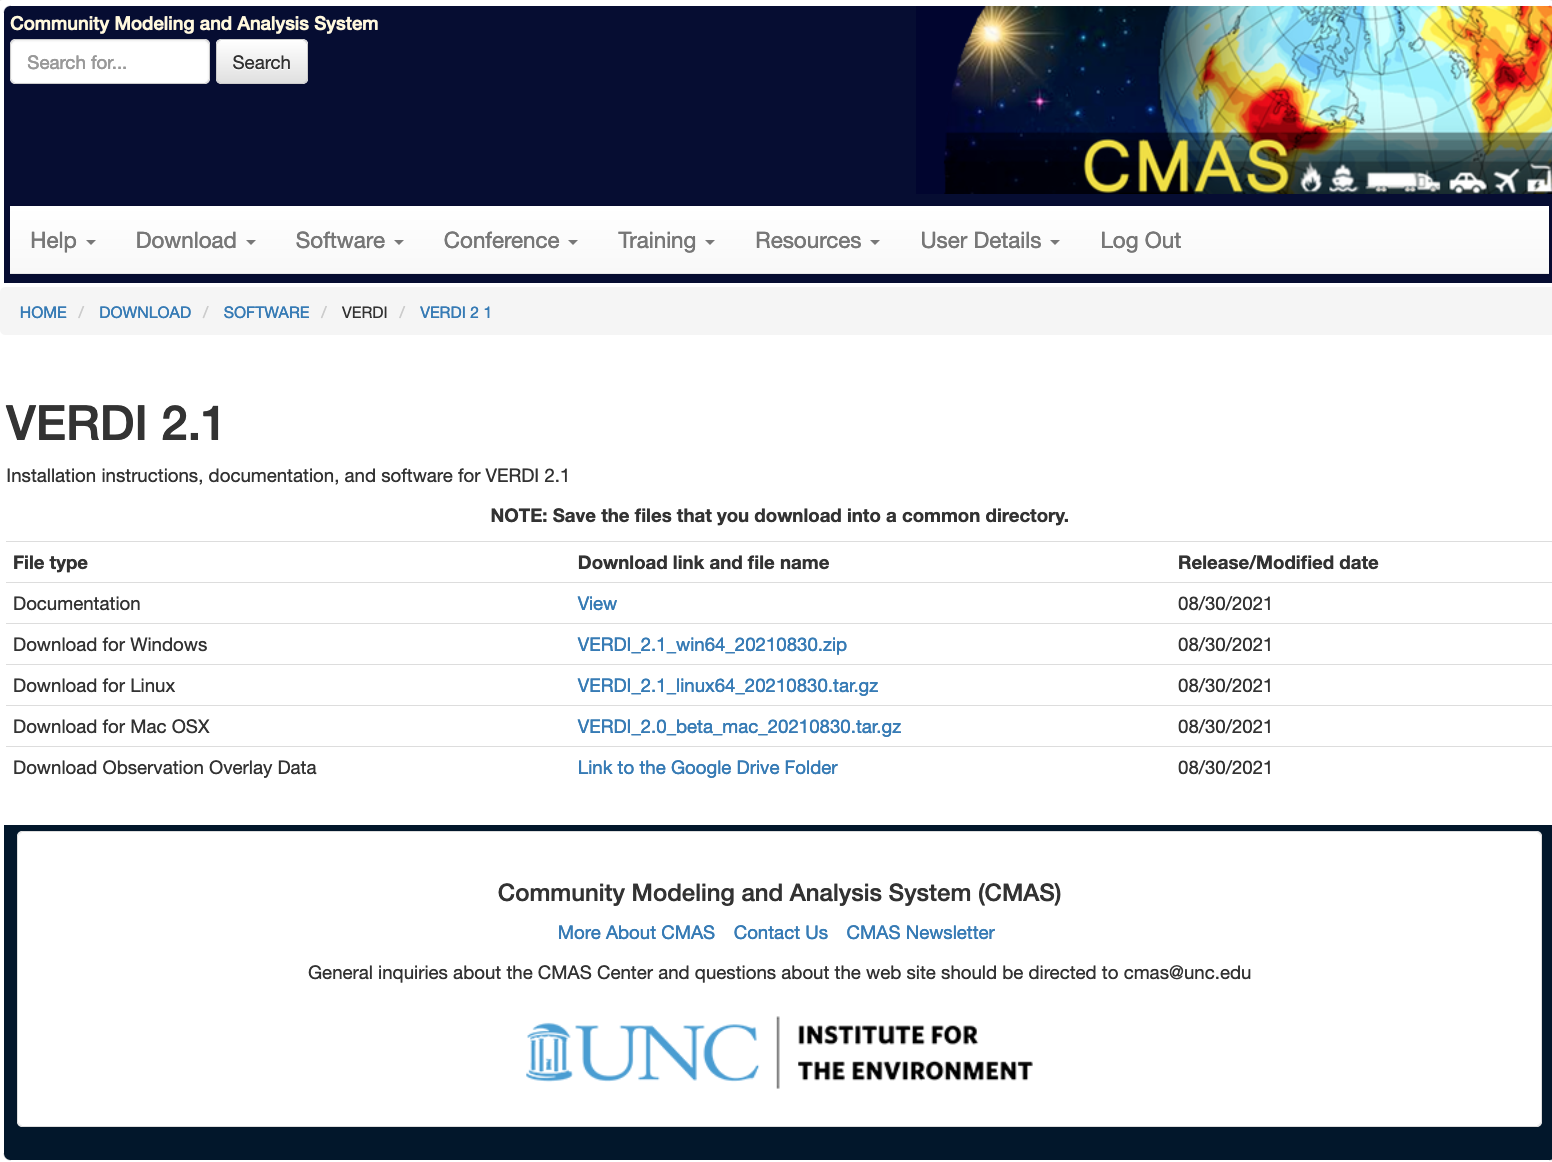 Community Modeling and Analysis System
Search for...
Search
CMAS
Help
Download
Software
Conference
Training
Resources
User Details
Log Out
HOME / DOWNLOAD / SOFTWARE / VERDI / VERDI 2 1
VERDI 2.1
Installation instructions, documentation, and software for VERDI 2.1
NOTE: Save the files that you download into a common directory.
File type Download link and file name Release/Modified date
Documentation View 08/30/2021
Download for Windows VERDI_2.1_win64_20210830.zip 08/30/2021
Download for Linux VERDI_2.1_linux64_20210830.tar.gz 08/30/2021
Download for Mac OSX VERDI_2.0_beta_mac_20210830.tar.gz 08/30/2021
Download Observation Overlay Data Link to the Google Drive Folder 08/30/2021
Community Modeling and Analysis System (CMAS)
More About CMAS Contact Us CMAS Newsletter
General inquiries about the CMAS Center and questions about the web site should be directed to cmas@unc.edu
UNC
INSTITUTE FOR
THE ENVIRONMENT